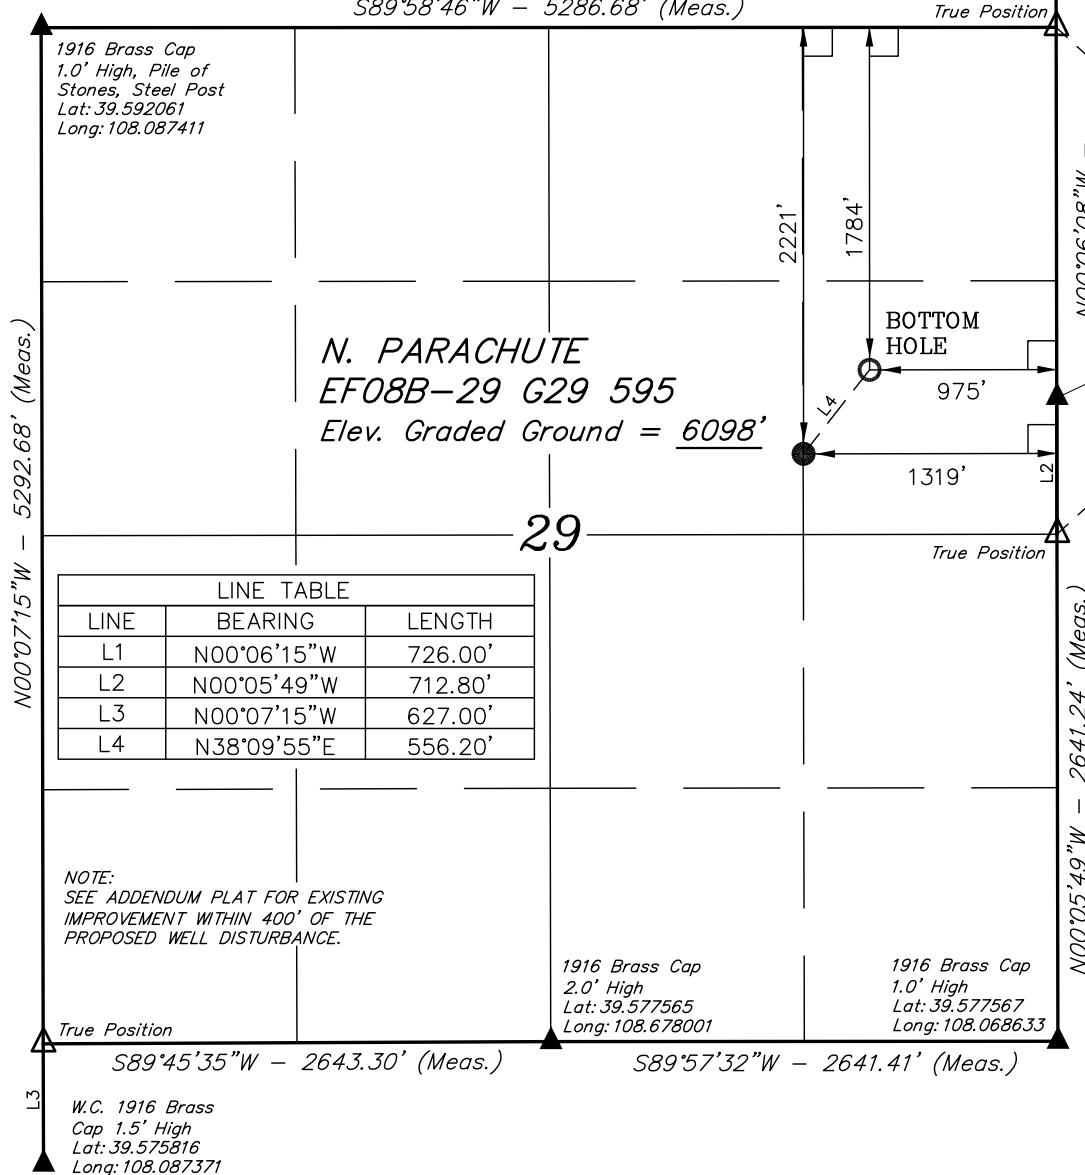 S89°58'46"W – 5286.68' (Meas.)
True Position
1916 Brass Cap
1.0' High, Pile of
Stones, Steel Post
Lat: 39.592061
Long: 108.087411
N00°06'08"W –
2221'
1784'
BOTTOM
HOLE
975'
L4
1319'
L2
N. PARACHUTE
EF08B–29 G29 595
Elev. Graded Ground = 6098'
N00°07'15"W – 5292.68' (Meas.)
29
True Position
LINE TABLE
LINE BEARING LENGTH
L1 N00°06'15"W 726.00'
L2 N00°05'49"W 712.80'
L3 N00°07'15"W 627.00'
L4 N38°09'55"E 556.20'
N00°05'49"W – 2641.24' (Meas.)
NOTE:
SEE ADDENDUM PLAT FOR EXISTING
IMPROVEMENT WITHIN 400' OF THE
PROPOSED WELL DISTURBANCE.
1916 Brass Cap
2.0' High
Lat: 39.577565
Long: 108.678001
1916 Brass Cap
1.0' High
Lat: 39.577567
Long: 108.068633
True Position
S89°45'35"W – 2643.30' (Meas.)
S89°57'32"W – 2641.41' (Meas.)
L3
W.C. 1916 Brass
Cap 1.5' High
Lat: 39.575816
Long: 108.087371